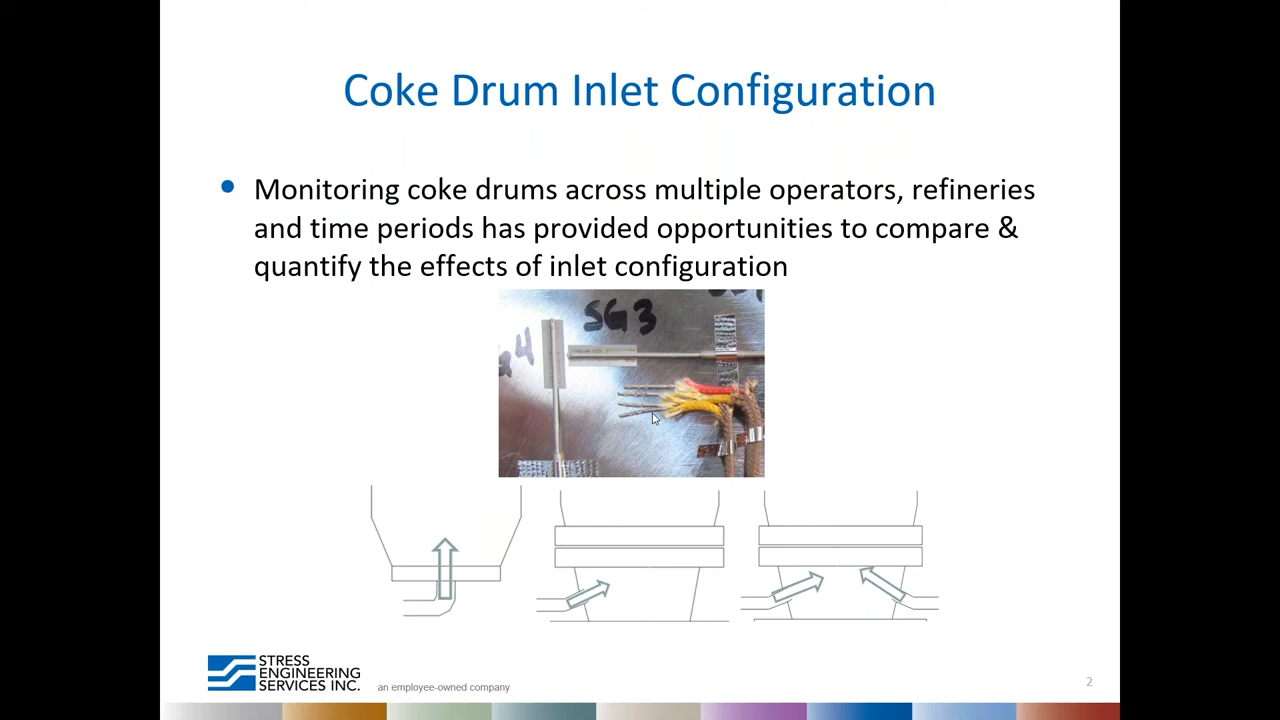 Coke Drum Inlet Configuration
Monitoring coke drums across multiple operators, refineries
and time periods has provided opportunities to compare &
quantify the effects of inlet configuration
SG3
STRESS
ENGINEERING
SERVICES INC.
an employee-owned company
2